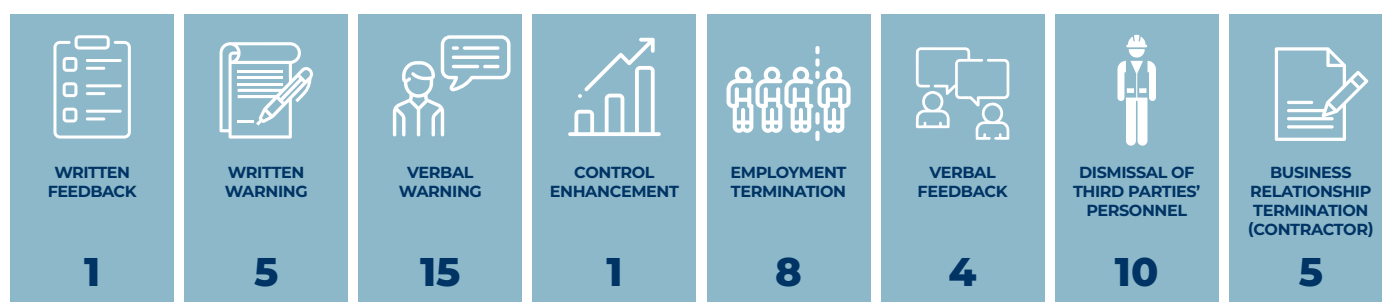 WRITTEN
FEEDBACK
1
WRITTEN
WARNING
5
VERBAL
WARNING
15
CONTROL
ENHANCEMENT
1
EMPLOYMENT
TERMINATION
8
VERBAL
FEEDBACK
4
DISMISSAL OF
THIRD PARTIES’
PERSONNEL
10
BUSINESS
RELATIONSHIP
TERMINATION
(CONTRACTOR)
5